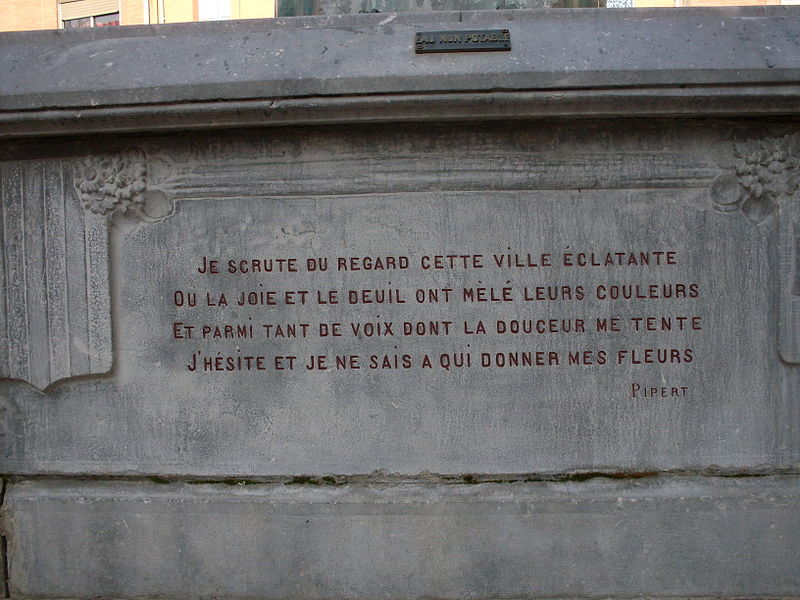 EAU NON POTABLE
JE SCRUTE DU REGARD CETTE VILLE ÉCLATANTE
OU LA JOIE ET LE DEUIL ONT MÈLÉ LEURS COULEURS
ET PARMI TANT DE VOIX DONT LA DOUCEUR ME TENTE
J'HÉSITE ET JE NE SAIS A QUI DONNER MES FLEURS
PIPERT